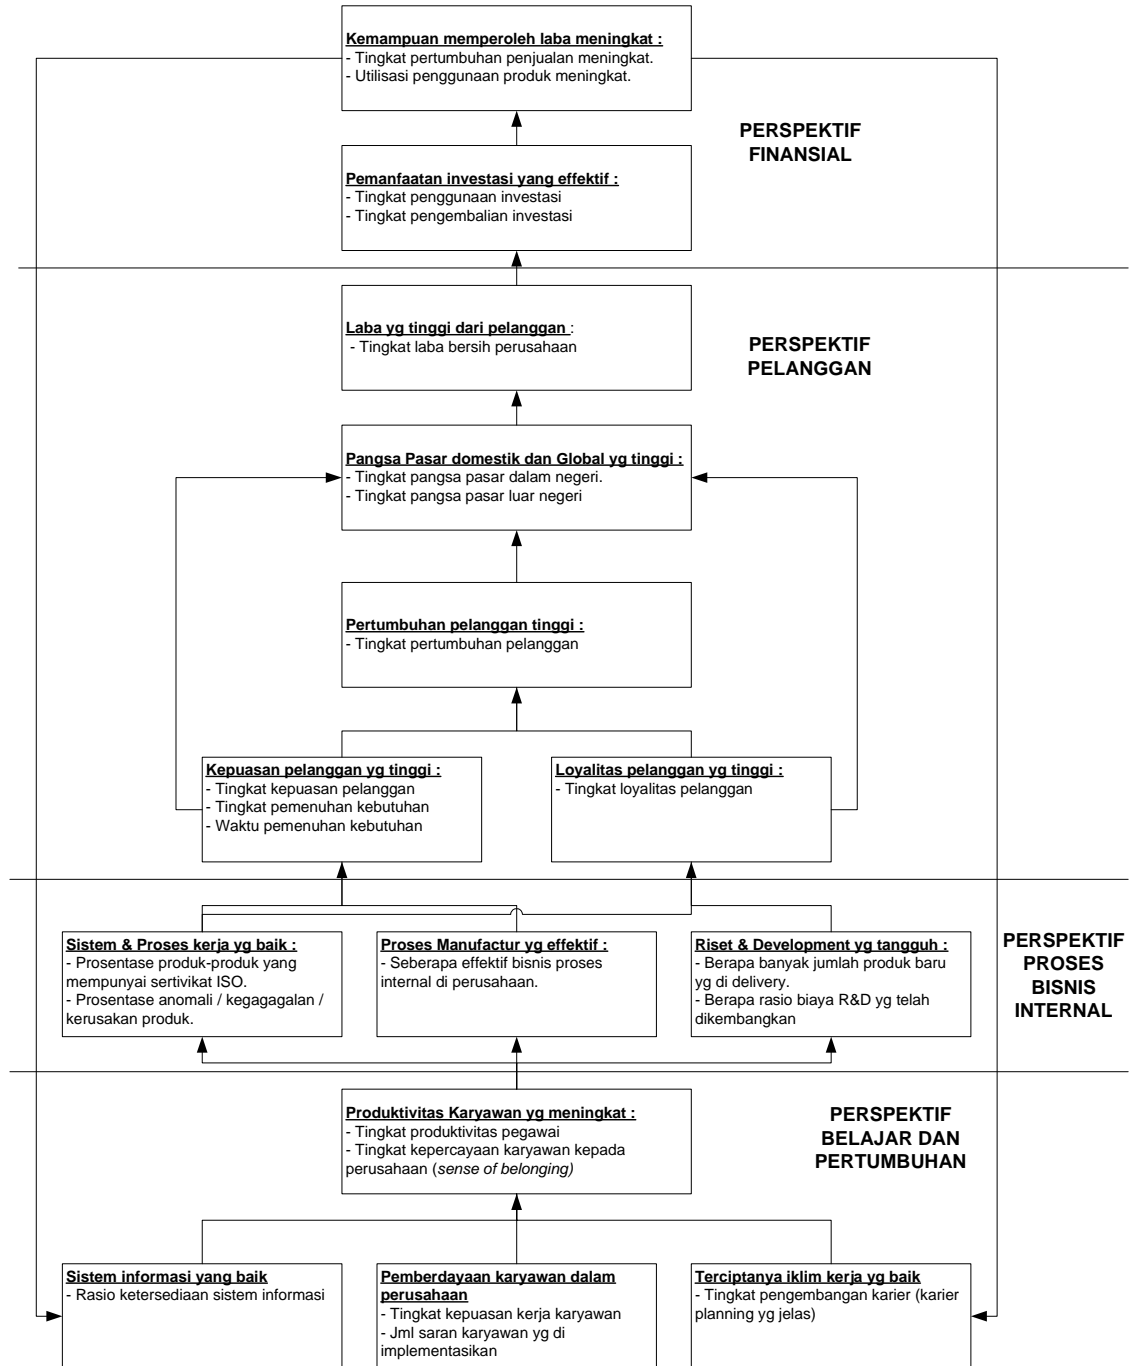 Kemampuan memperoleh laba meningkat :
- Tingkat pertumbuhan penjualan meningkat.
- Utilisasi penggunaan produk meningkat.
PERSPEKTIF
FINANSIAL
Pemanfaatan investasi yang effektif :
- Tingkat penggunaan investasi
- Tingkat pengembalian investasi
Laba yg tinggi dari pelanggan :
- Tingkat laba bersih perusahaan
PERSPEKTIF
PELANGGAN
Pangsa Pasar domestik dan Global yg tinggi :
- Tingkat pangsa pasar dalam negeri.
- Tingkat pangsa pasar luar negeri
Pertumbuhan pelanggan tinggi :
- Tingkat pertumbuhan pelanggan
Kepuasan pelanggan yg tinggi :
- Tingkat kepuasan pelanggan
- Tingkat pemenuhan kebutuhan
- Waktu pemenuhan kebutuhan
Loyalitas pelanggan yg tinggi :
- Tingkat loyalitas pelanggan
Sistem & Proses kerja yg baik :
- Prosentase produk-produk yang
mempunyai sertivikat ISO.
- Prosentase anomali / kegagagalan /
kerusakan produk.
Proses Manufactur yg effektif :
- Seberapa effektif bisnis proses
internal di perusahaan.
Riset & Development yg tangguh :
- Berapa banyak jumlah produk baru
yg di delivery.
- Berapa rasio biaya R&D yg telah
dikembangkan
PERSPEKTIF
PROSES
BISNIS
INTERNAL
Produktivitas Karyawan yg meningkat :
- Tingkat produktivitas pegawai
- Tingkat kepercayaan karyawan kepada
perusahaan (sense of belonging)
PERSPEKTIF
BELAJAR DAN
PERTUMBUHAN
Sistem informasi yang baik
- Rasio ketersediaan sistem informasi
Pemberdayaan karyawan dalam
perusahaan
- Tingkat kepuasan kerja karyawan
- Jml saran karyawan yg di
implementasikan
Terciptanya iklim kerja yg baik
- Tingkat pengembangan karier (karier
planning yg jelas)